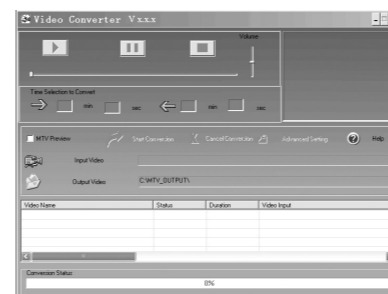 Video Converter Vxxx
Volume
Time Selection to Convert
min sec min sec
MTV Preview Start Conversion Cancel Conversion Advanced Setting Help
Input Video
Output Video C:\MTV_OUTPUT\
Video Name Status Duration Video Input
Conversion Status
0%